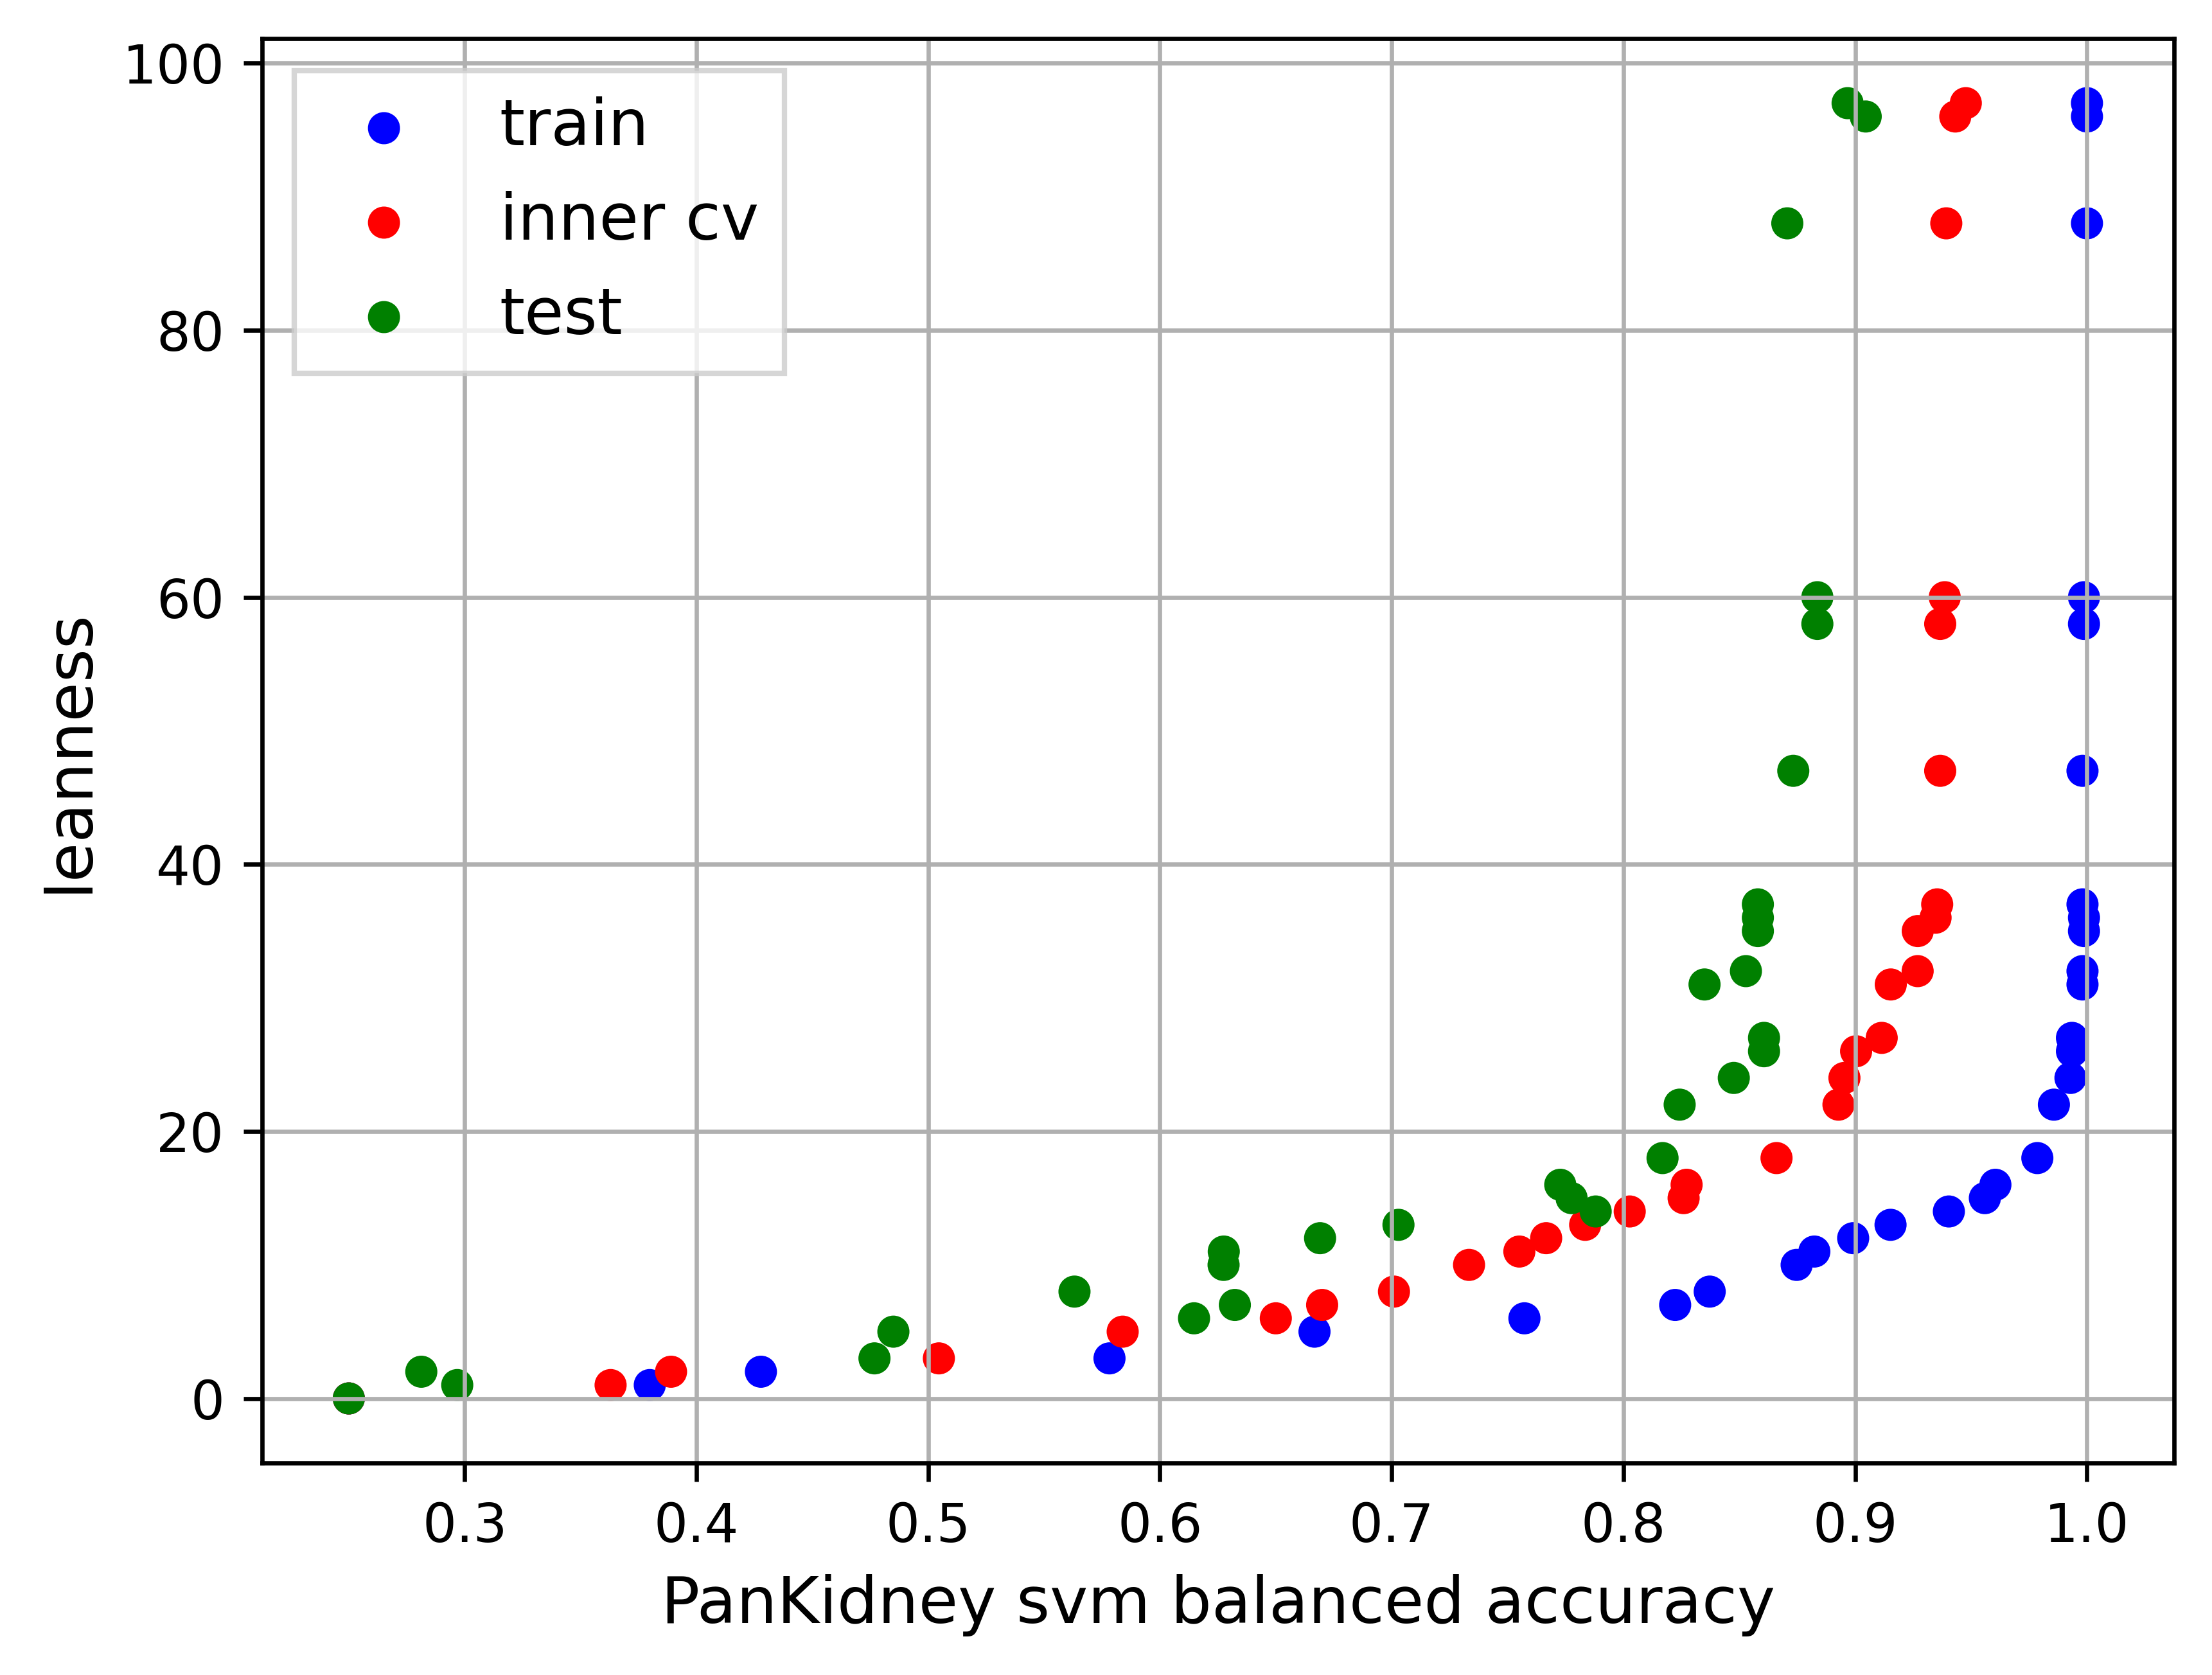 100
80
60
40
20
0
leanness
train
inner cv
test
0.3 0.4 0.5 0.6 0.7 0.8 0.9 1.0
PanKidney svm balanced accuracy